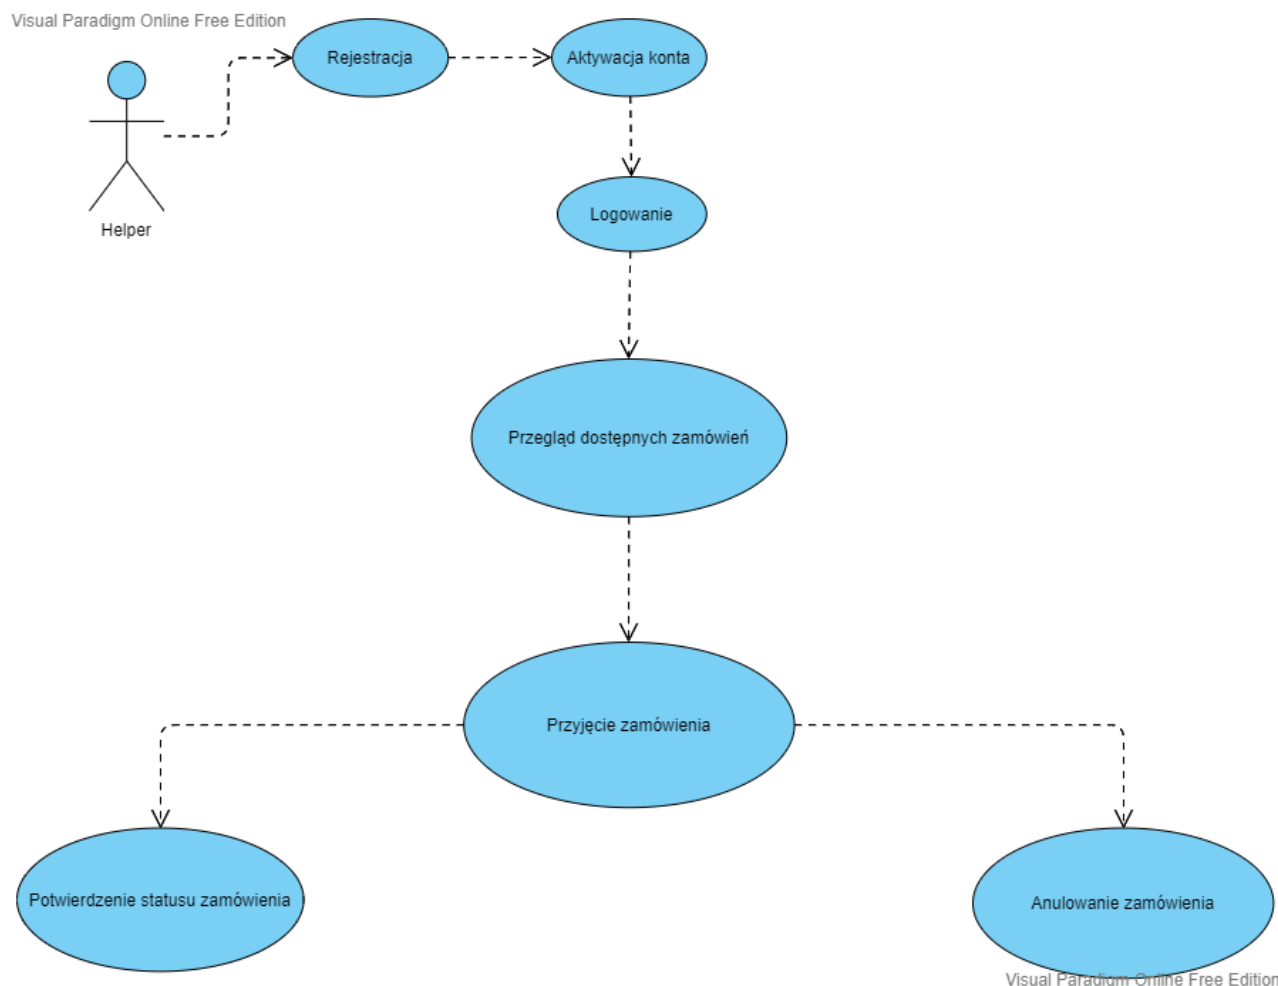 Visual Paradigm Online Free Edition
Rejestracja
Aktywacja konta
Helper
Logowanie
Przegląd dostępnych zamówień
Przyjęcie zamówienia
Potwierdzenie statusu zamówienia
Anulowanie zamówienia
Visual Paradigm Online Free Edition